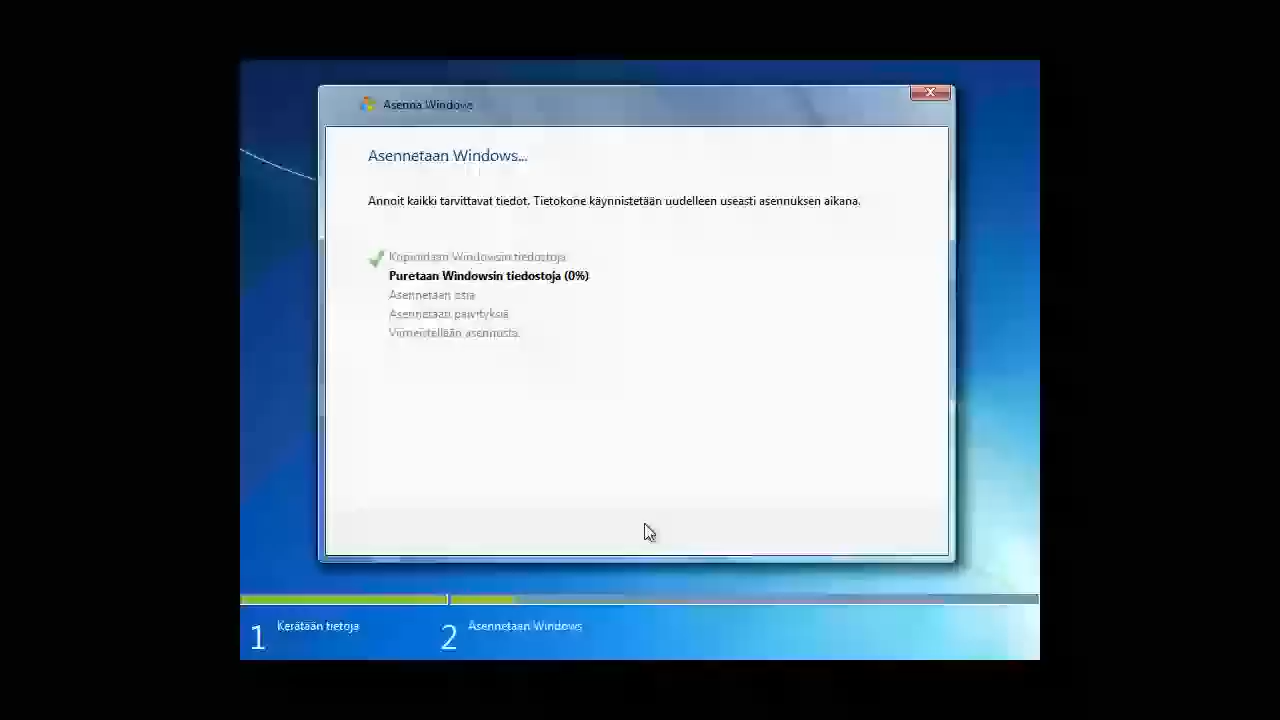 Asenna Windows
Asennetaan Windows...
Annoit kaikki tarvittavat tiedot. Tietokone käynnistetään uudelleen useasti asennuksen aikana.
Kopioidaan Windowsin tiedostoja
Puretaan Windowsin tiedostoja (0%)
Asennetaan osia
Asennetaan päivityksiä
Viimeistellään asennusta.
1 Kerätään tietoja
2 Asennetaan Windows